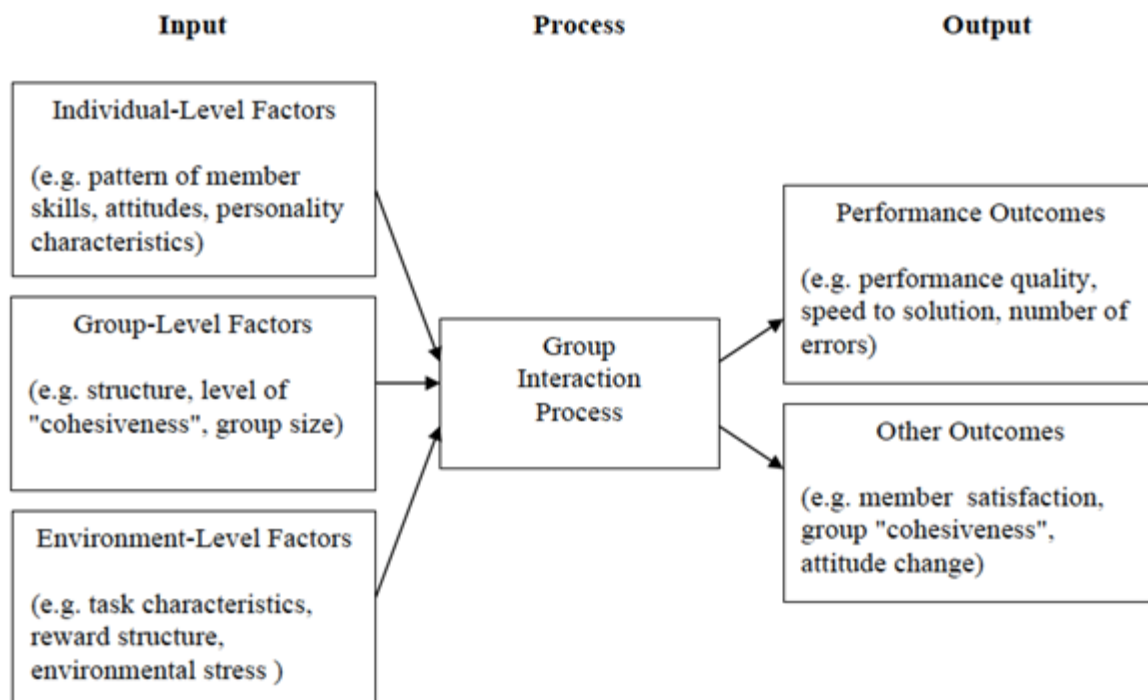 Input
Process
Output
Individual-Level Factors
(e.g. pattern of member
skills, attitudes, personality
characteristics)
Group-Level Factors
(e.g. structure, level of
"cohesiveness", group size)
Environment-Level Factors
(e.g. task characteristics,
reward structure,
environmental stress )
Group
Interaction
Process
Performance Outcomes
(e.g. performance quality,
speed to solution, number of
errors)
Other Outcomes
(e.g. member  satisfaction,
group "cohesiveness",
attitude change)